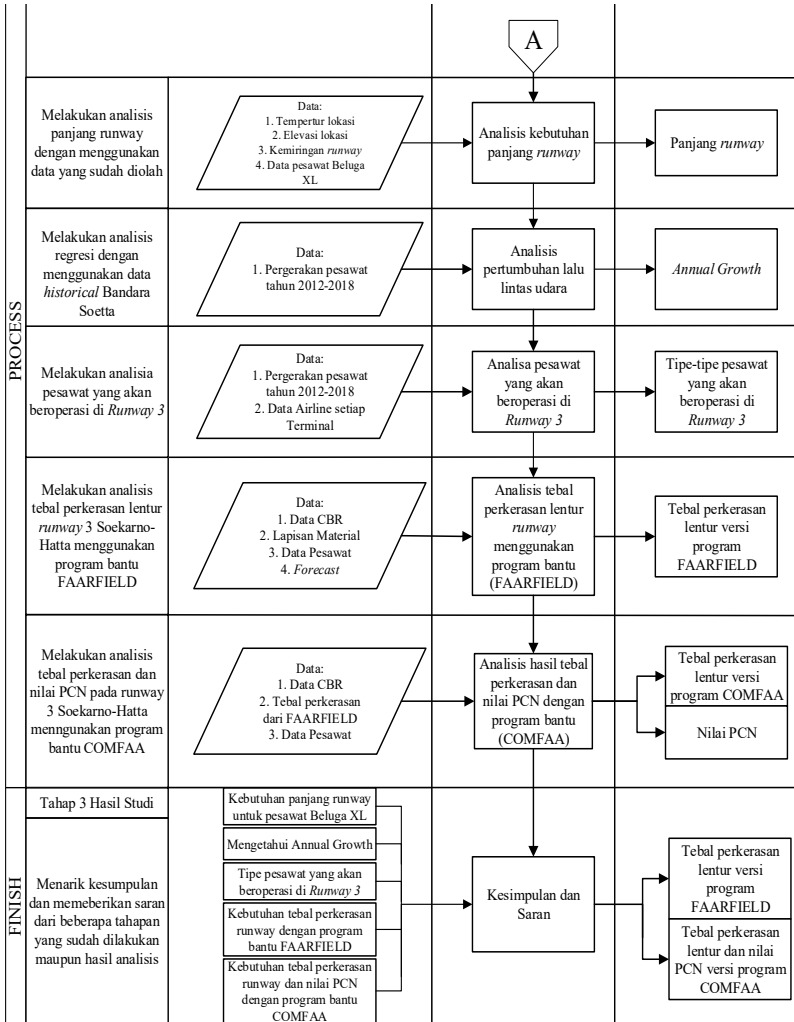 A
PROCESS
Melakukan analisis
panjang runway
dengan menggunakan
data yang sudah diolah
Data:
1. Tempertur lokasi
2. Elevasi lokasi
3. Kemiringan runway
4. Data pesawat Beluga
XL
Analisis kebutuhan
panjang runway
Panjang runway
Melakukan analisis
regresi dengan
menggunakan data
historical Bandara
Soetta
Data:
1. Pergerakan pesawat
tahun 2012-2018
Analisis
pertumbuhan lalu
lintas udara
Annual Growth
Melakukan analisia
pesawat yang akan
beroperasi di Runway 3
Data:
1. Pergerakan pesawat
tahun 2012-2018
2. Data Airline setiap
Terminal
Analisa pesawat
yang akan
beroperasi di
Runway 3
Tipe-tipe pesawat
yang akan
beroperasi di
Runway 3
Melakukan analisis
tebal perkerasan lentur
runway 3 Soekarno-
Hatta menggunakan
program bantu
FAARFIELD
Data:
1. Data CBR
2. Lapisan Material
3. Data Pesawat
4. Forecast
Analisis tebal
perkerasan lentur
runway
menggunakan
program bantu
(FAARFIELD)
Tebal perkerasan
lentur versi
program
FAARFIELD
Melakukan analisis
tebal perkerasan dan
nilai PCN pada runway
3 Soekarno-Hatta
menngunakan program
bantu COMFAA
Data:
1. Data CBR
2. Tebal perkerasan
dari FAARFIELD
3. Data Pesawat
Analisis hasil tebal
perkerasan dan
nilai PCN dengan
program bantu
(COMFAA)
Tebal perkerasan
lentur versi
program COMFAA
Nilai PCN
FINISH
Tahap 3 Hasil Studi
Menarik kesumpulan
dan memeberikan saran
dari beberapa tahapan
yang sudah dilakukan
maupun hasil analisis
Kebutuhan panjang runway
untuk pesawat Beluga XL
Mengetahui Annual Growth
Tipe pesawat yang akan
beroperasi di Runway 3
Kebutuhan tebal perkerasan
runway dengan program
bantu FAARFIELD
Kebutuhan tebal perkerasan
runway dan nilai PCN
dengan program bantu
COMFAA
Kesimpulan dan
Saran
Tebal perkerasan
lentur versi
program
FAARFIELD
Tebal perkerasan
lentur dan nilai
PCN versi program
COMFAA